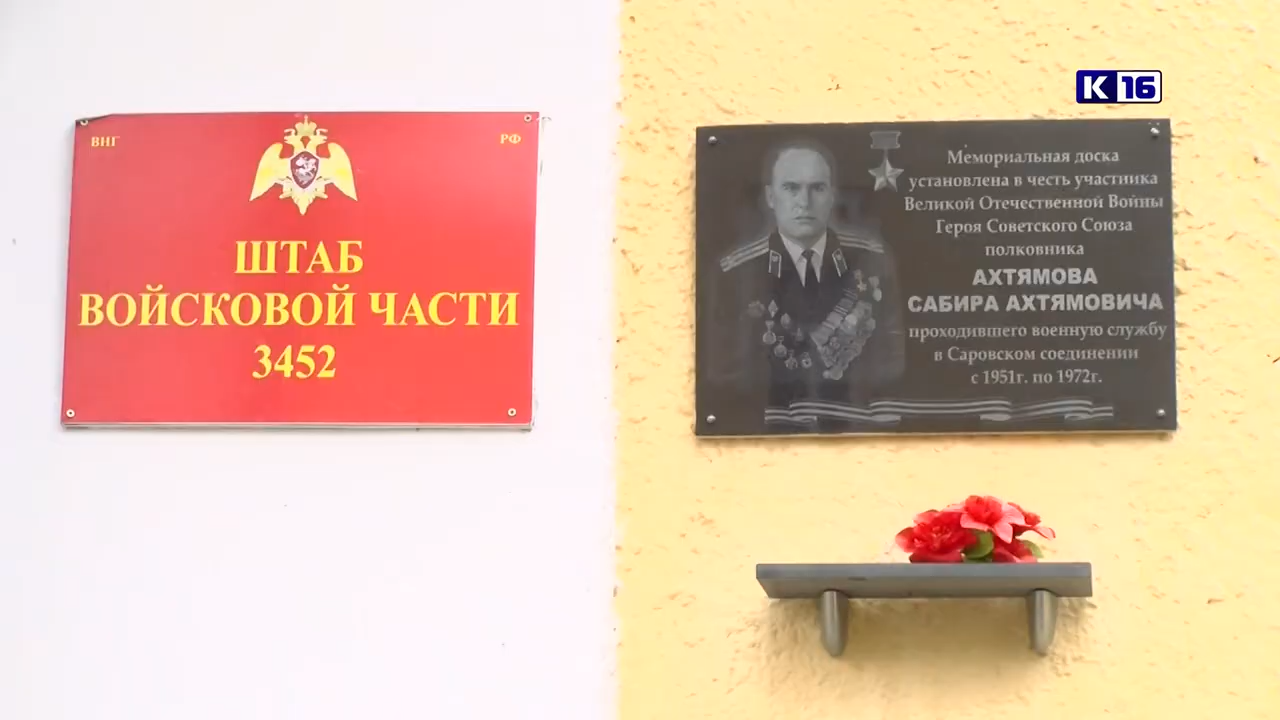 К 16
ВНГ
РФ
ШТАБ
ВОЙСКОВОЙ ЧАСТИ
3452
Мемориальная доска
установлена в честь участника
Великой Отечественной Войны
Героя Советского Союза
полковника
АХТЯМОВА
САБИРА АХТЯМОВИЧА
проходившего военную службу
в Саровском соединении
с 1951г. по 1972г.